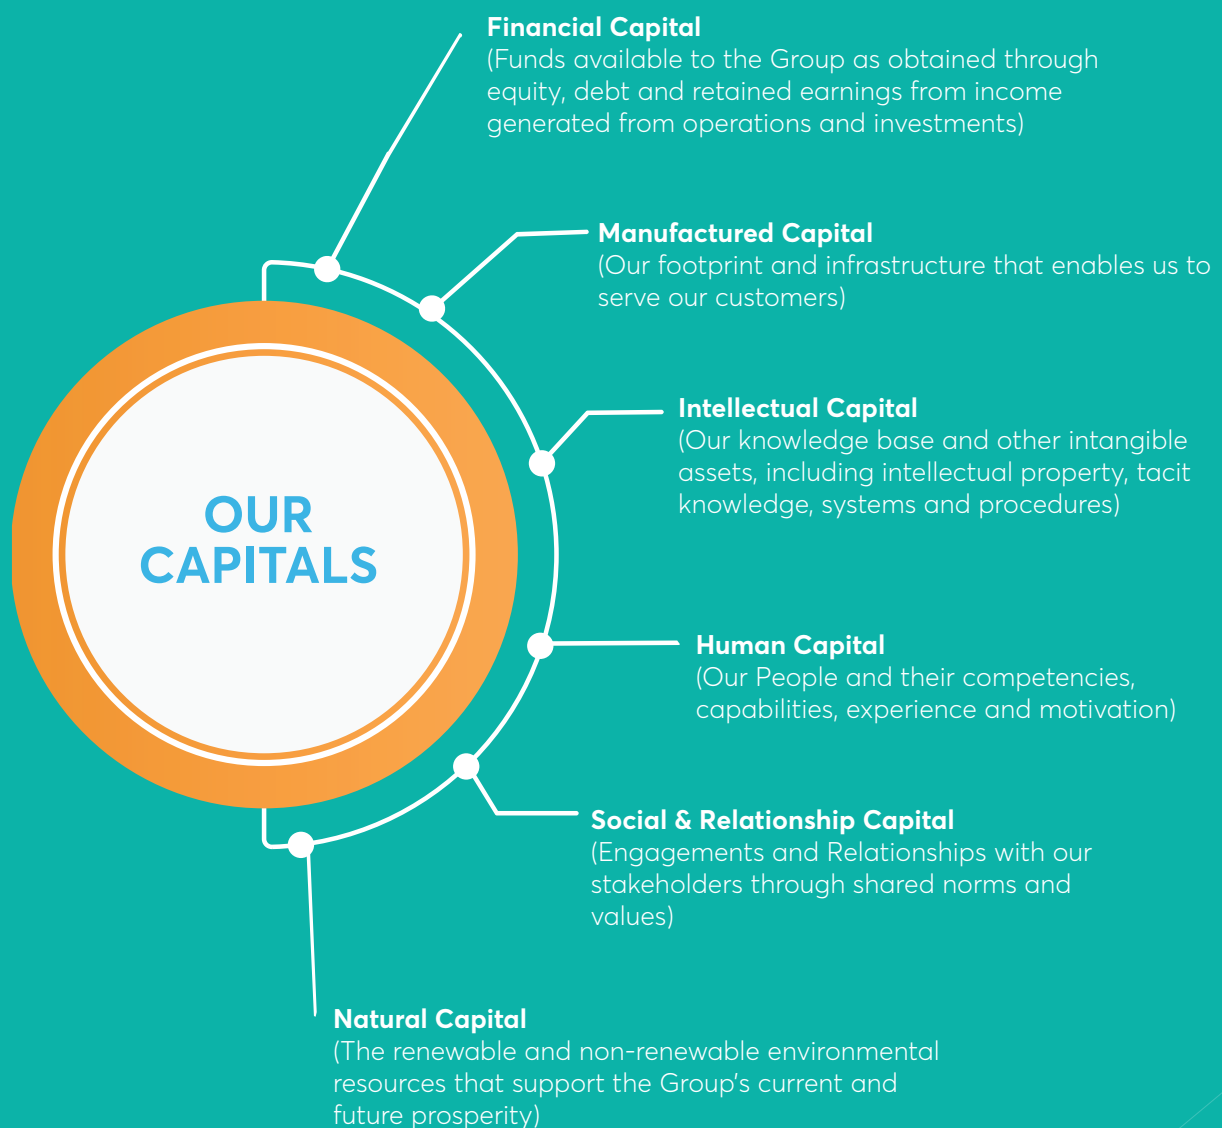 Financial Capital
(Funds available to the Group as obtained through
equity, debt and retained earnings from income
generated from operations and investments)
Manufactured Capital
(Our footprint and infrastructure that enables us to
serve our customers)
Intellectual Capital
(Our knowledge base and other intangible
assets, including intellectual property, tacit
knowledge, systems and procedures)
OUR
CAPITALS
Human Capital
(Our People and their competencies,
capabilities, experience and motivation)
Social & Relationship Capital
(Engagements and Relationships with our
stakeholders through shared norms and
values)
Natural Capital
(The renewable and non-renewable environmental
resources that support the Group's current and
future prosperity)